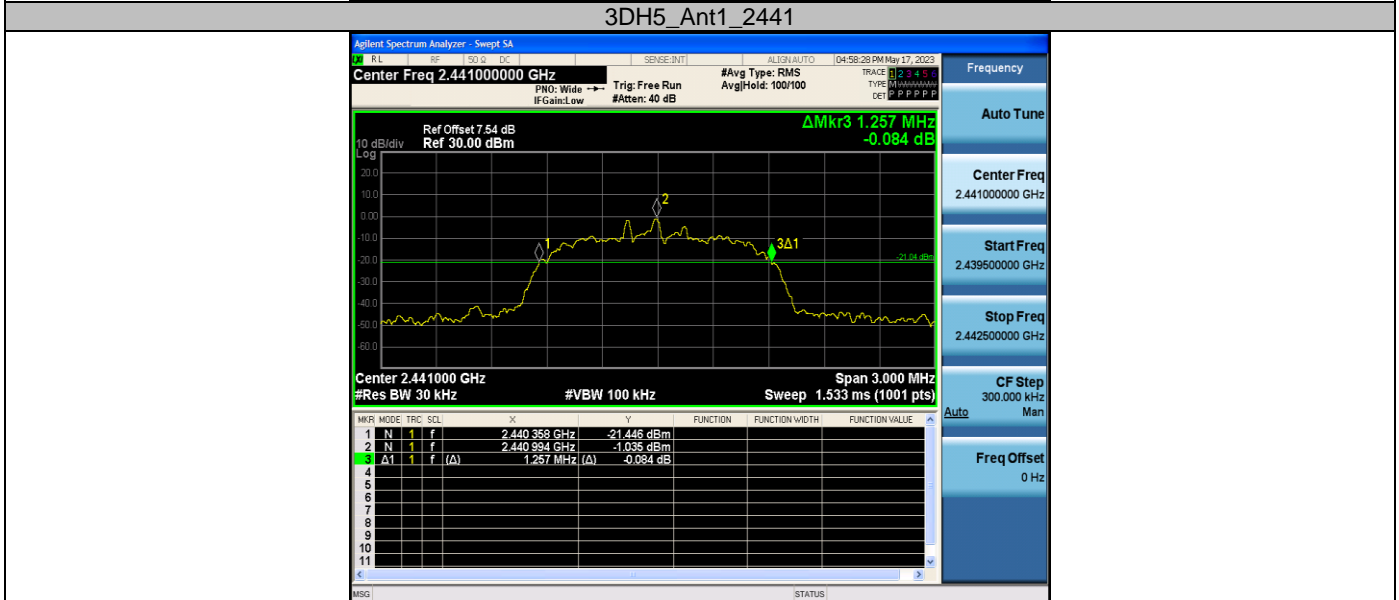 3DH5_Ant1_2441
Agilent Spectrum Analyzer - Swept SA
RL RF 50 Ω DC SENSE:INT ALIGN AUTO 04:58:28 PM May 17, 2023
Center Freq 2.441000000 GHz
#Avg Type: RMS
TRACE 1 2 3 4 5 6
PNO: Wide Trig: Free Run Avg|Hold: 100/100
TYPE M
IFGain:Low #Atten: 40 dB
DET P P P P P P
Frequency
Auto Tune
Center Freq
2.441000000 GHz
Start Freq
2.439500000 GHz
Stop Freq
2.442500000 GHz
CF Step
300.000 kHz
Auto Man
Freq Offset
0 Hz
ΔMkr3 1.257 MHz
-0.084 dB
Ref Offset 7.54 dB
10 dB/div Ref 30.00 dBm
Log
20.0
10.0
0.00
-10.0
-20.0
-30.0
-40.0
-50.0
-60.0
1
2
3Δ1
-21.04 dBm
Center 2.441000 GHz Span 3.000 MHz
#Res BW 30 kHz #VBW 100 kHz Sweep 1.533 ms (1001 pts)
MKR MODE TRC SCL X Y FUNCTION FUNCTION WIDTH FUNCTION VALUE
1 N 1 f 2.440 358 GHz -21.446 dBm
2 N 1 f 2.440 994 GHz -1.035 dBm
3 Δ1 1 f (Δ) 1.257 MHz (Δ) -0.084 dB
4
5
6
7
8
9
10
11
MSG STATUS